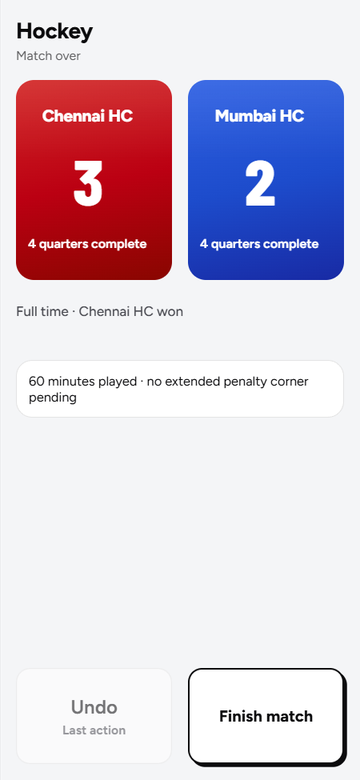 Hockey
Match over
Chennai HC
3
4 quarters complete
Mumbai HC
2
4 quarters complete
Full time · Chennai HC won
60 minutes played · no extended penalty corner
pending
Undo
Last action
Finish match